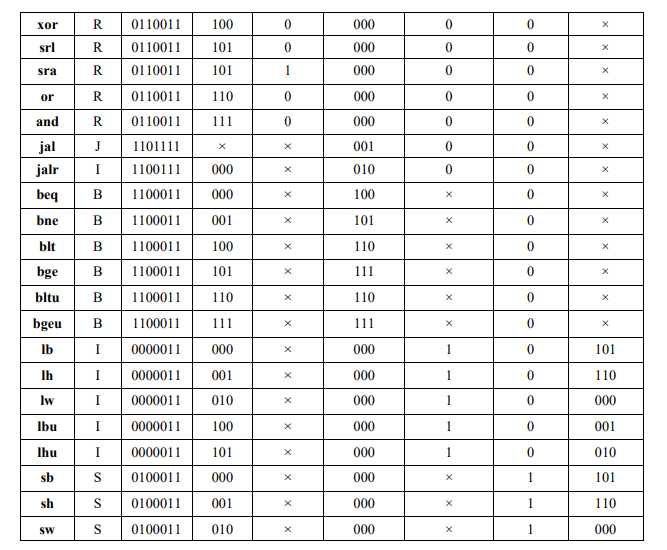 xor R 0110011 100 0 000 0 0 ×
srl R 0110011 101 0 000 0 0 ×
sra R 0110011 101 1 000 0 0 ×
or R 0110011 110 0 000 0 0 ×
and R 0110011 111 0 000 0 0 ×
jal J 1101111 × × 001 0 0 ×
jalr I 1100111 000 × 010 0 0 ×
beq B 1100011 000 × 100 × 0 ×
bne B 1100011 001 × 101 × 0 ×
blt B 1100011 100 × 110 × 0 ×
bge B 1100011 101 × 111 × 0 ×
bltu B 1100011 110 × 110 × 0 ×
bgeu B 1100011 111 × 111 × 0 ×
lb I 0000011 000 × 000 1 0 101
lh I 0000011 001 × 000 1 0 110
lw I 0000011 010 × 000 1 0 000
lbu I 0000011 100 × 000 1 0 001
lhu I 0000011 101 × 000 1 0 010
sb S 0100011 000 × 000 × 1 101
sh S 0100011 001 × 000 × 1 110
sw S 0100011 010 × 000 × 1 000